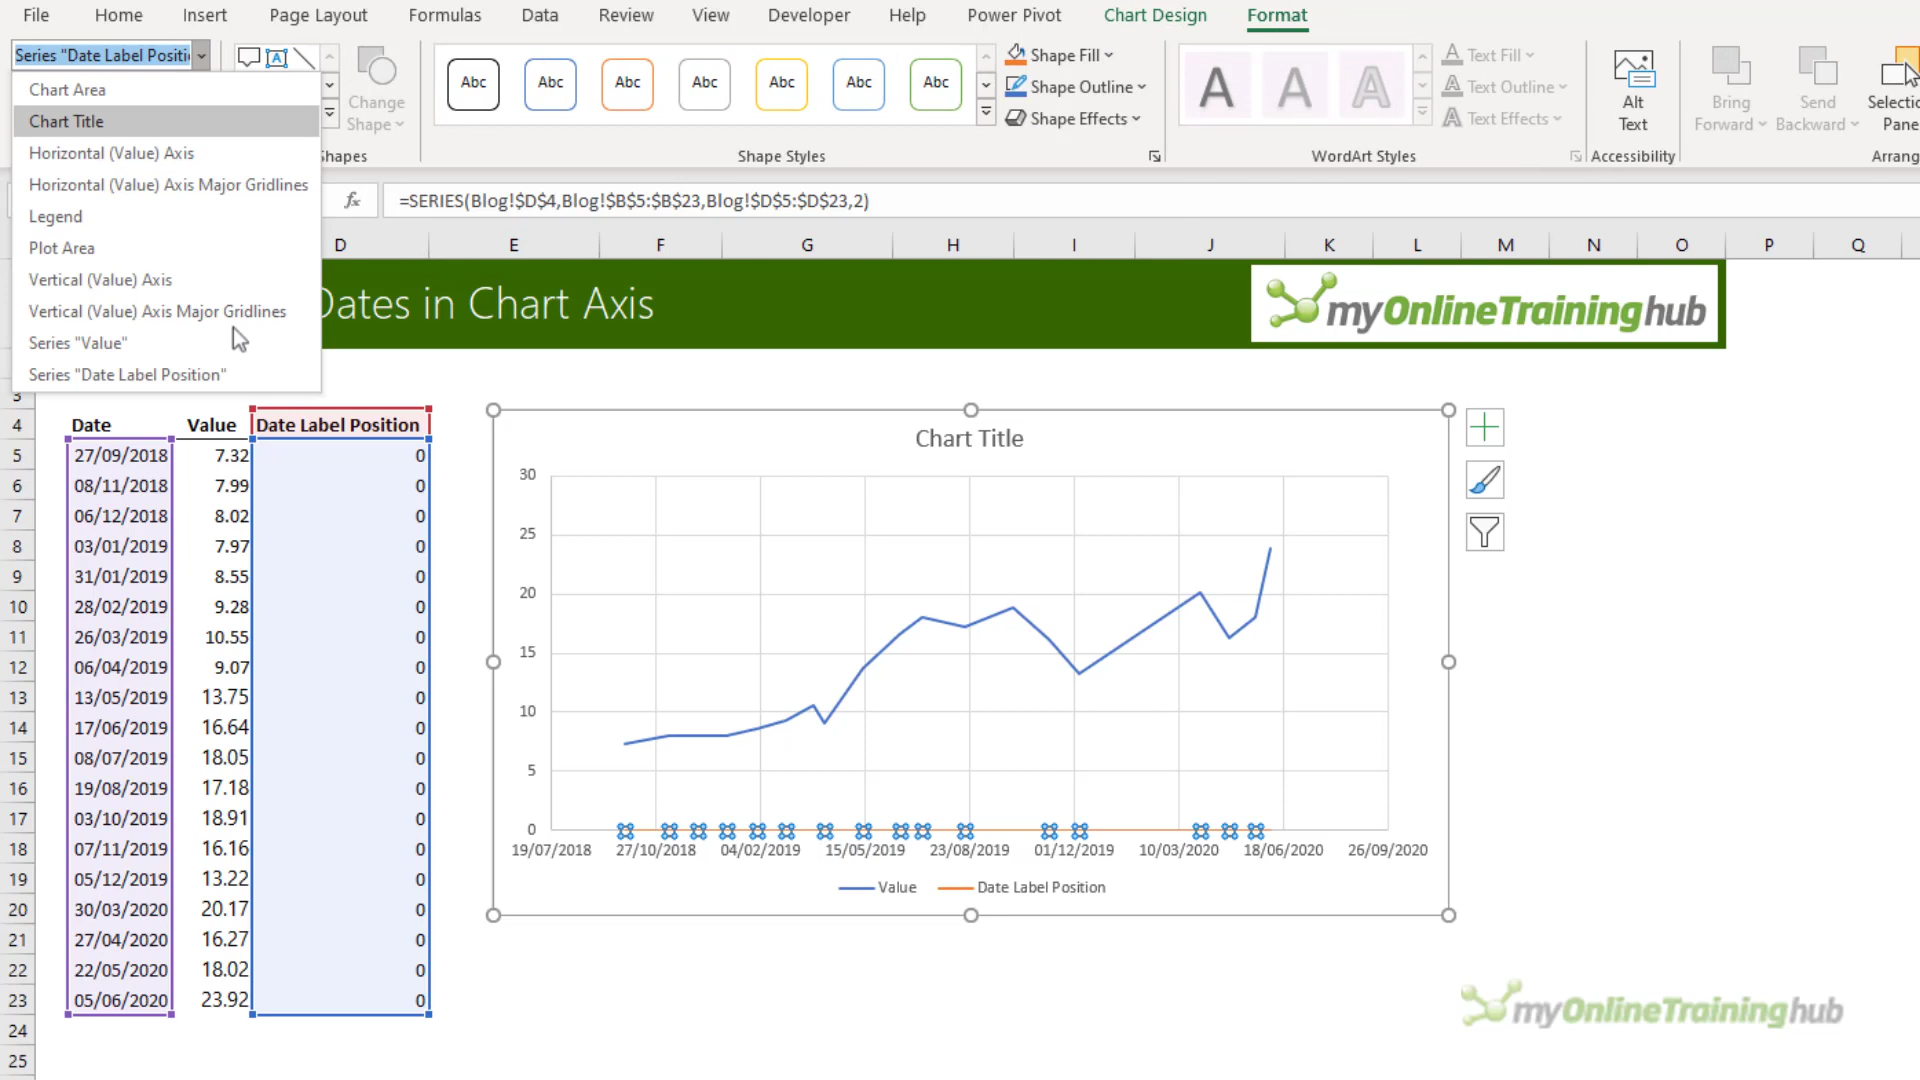 File Home Insert Page Layout Formulas Data Review View Developer Help Power Pivot Chart Design Format
Series "Date Label Positi
Chart Area
Chart Title
Horizontal (Value) Axis
Horizontal (Value) Axis Major Gridlines
Legend
Plot Area
Vertical (Value) Axis
Vertical (Value) Axis Major Gridlines
Series "Value"
Series "Date Label Position"
Change
Shape
Shapes
Abc Abc Abc Abc Abc Abc Abc
Shape Styles
Shape Fill
Shape Outline
Shape Effects
A A A
WordArt Styles
Text Fill
Text Outline
Text Effects
Alt
Text
Accessibility
Bring
Forward
Send
Backward
Selectio
Pane
Arrang
fx =SERIES(Blog!$D$4,Blog!$B$5:$B$23,Blog!$D$5:$D$23,2)
D E F G H I J K L M N O P Q
Dates in Chart Axis
myOnlineTraininghub
3
4 Date Value Date Label Position
5 27/09/2018 7.32 0
6 08/11/2018 7.99 0
7 06/12/2018 8.02 0
8 03/01/2019 7.97 0
9 31/01/2019 8.55 0
10 28/02/2019 9.28 0
11 26/03/2019 10.55 0
12 06/04/2019 9.07 0
13 13/05/2019 13.75 0
14 17/06/2019 16.64 0
15 08/07/2019 18.05 0
16 19/08/2019 17.18 0
17 03/10/2019 18.91 0
18 07/11/2019 16.16 0
19 05/12/2019 13.22 0
20 30/03/2020 20.17 0
21 27/04/2020 16.27 0
22 22/05/2020 18.02 0
23 05/06/2020 23.92 0
24
25
Chart Title
30
25
20
15
10
5
0
19/07/2018 27/10/2018 04/02/2019 15/05/2019 23/08/2019 01/12/2019 10/03/2020 18/06/2020 26/09/2020
Value Date Label Position
myOnlineTraininghub